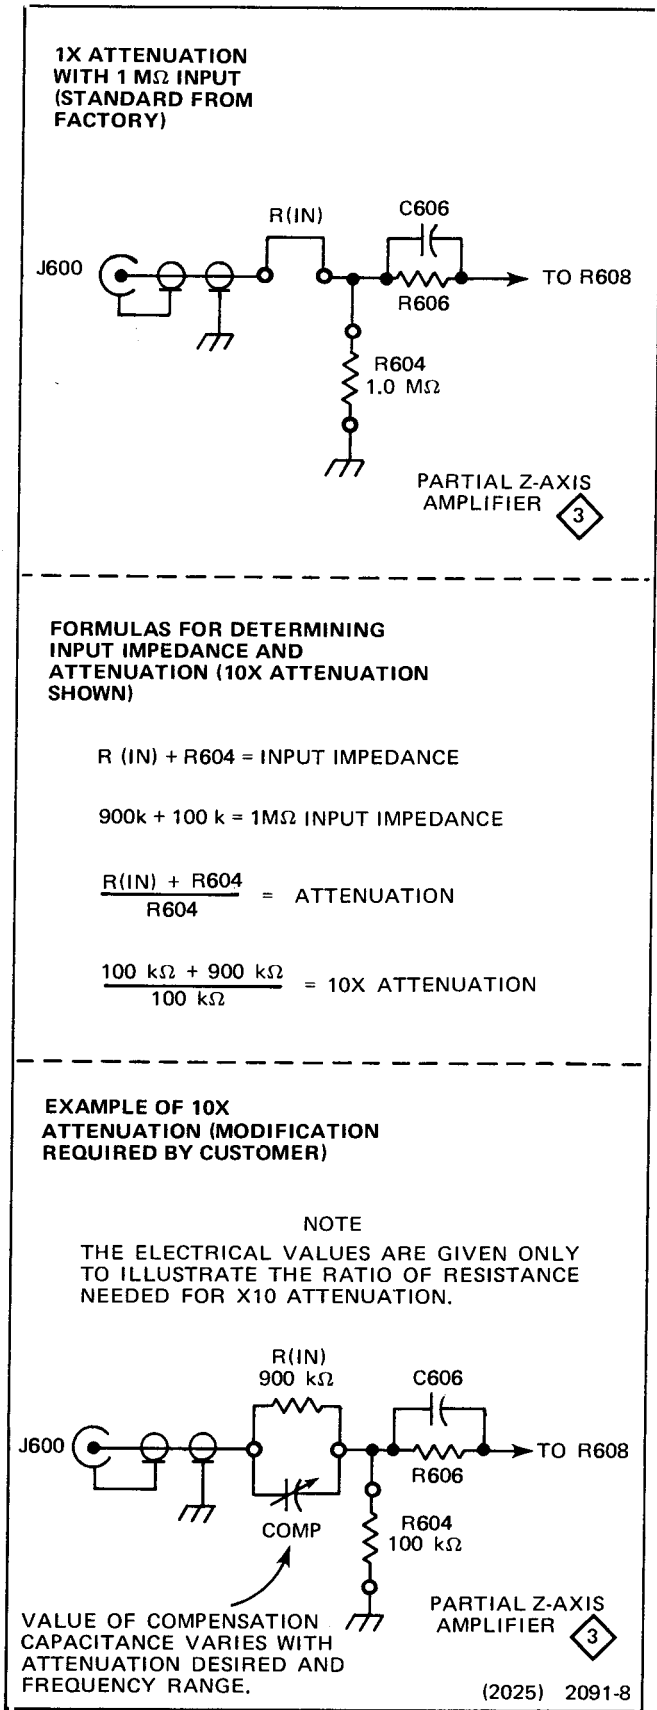 1X ATTENUATION
WITH 1 MΩ INPUT
(STANDARD FROM
FACTORY)
R(IN)
C606
J600
TO R608
R606
R604
1.0 MΩ
PARTIAL Z-AXIS
AMPLIFIER
3
FORMULAS FOR DETERMINING
INPUT IMPEDANCE AND
ATTENUATION (10X ATTENUATION
SHOWN)
R (IN) + R604 = INPUT IMPEDANCE
900k + 100 k = 1MΩ INPUT IMPEDANCE
R(IN) + R604
R604
= ATTENUATION
100 kΩ + 900 kΩ
100 kΩ
= 10X ATTENUATION
EXAMPLE OF 10X
ATTENUATION (MODIFICATION
REQUIRED BY CUSTOMER)
NOTE
THE ELECTRICAL VALUES ARE GIVEN ONLY
TO ILLUSTRATE THE RATIO OF RESISTANCE
NEEDED FOR X10 ATTENUATION.
R(IN)
900 kΩ
C606
J600
TO R608
R606
COMP
R604
100 kΩ
PARTIAL Z-AXIS
AMPLIFIER
3
VALUE OF COMPENSATION
CAPACITANCE VARIES WITH
ATTENUATION DESIRED AND
FREQUENCY RANGE.
(2025) 2091-8